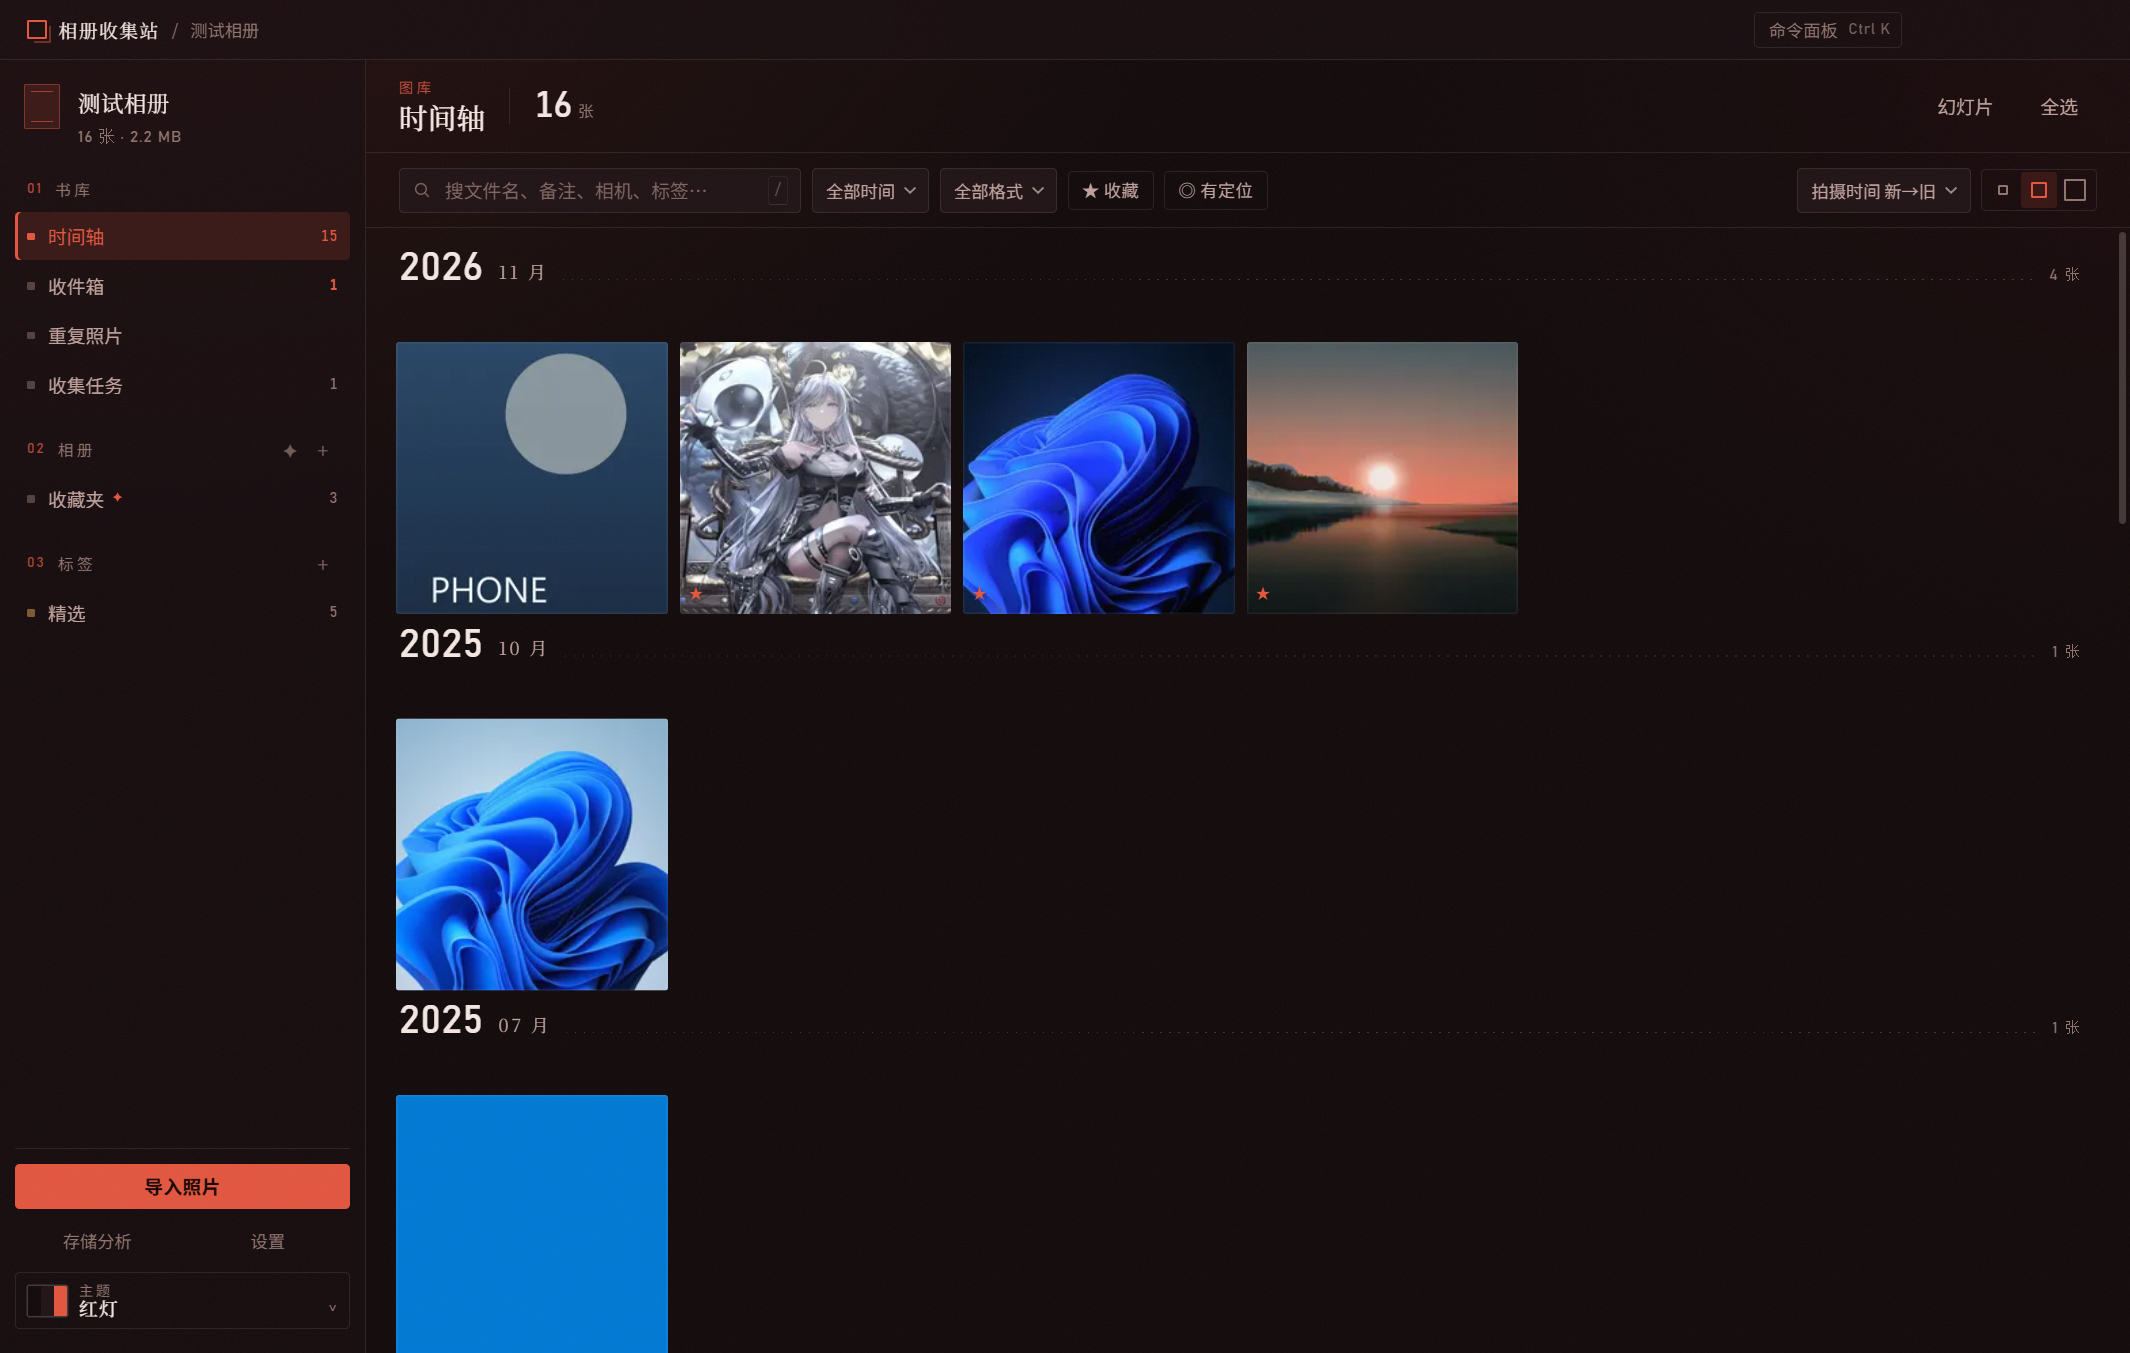 相册收集站 / 测试相册
命令面板 Ctrl K
测试相册
16 张 · 2.2 MB
01 书库
时间轴 15
收件箱 1
重复照片
收集任务 1
02 相册 ✦ +
收藏夹 ✦ 3
03 标签 +
精选 5
导入照片
存储分析 设置
主题
红灯
图库
时间轴
16 张
幻灯片 全选
搜文件名、备注、相机、标签… /
全部时间 全部格式 ★ 收藏 ◎ 有定位
拍摄时间 新→旧
2026 11 月 4 张
PHONE
2025 10 月 1 张
2025 07 月 1 张